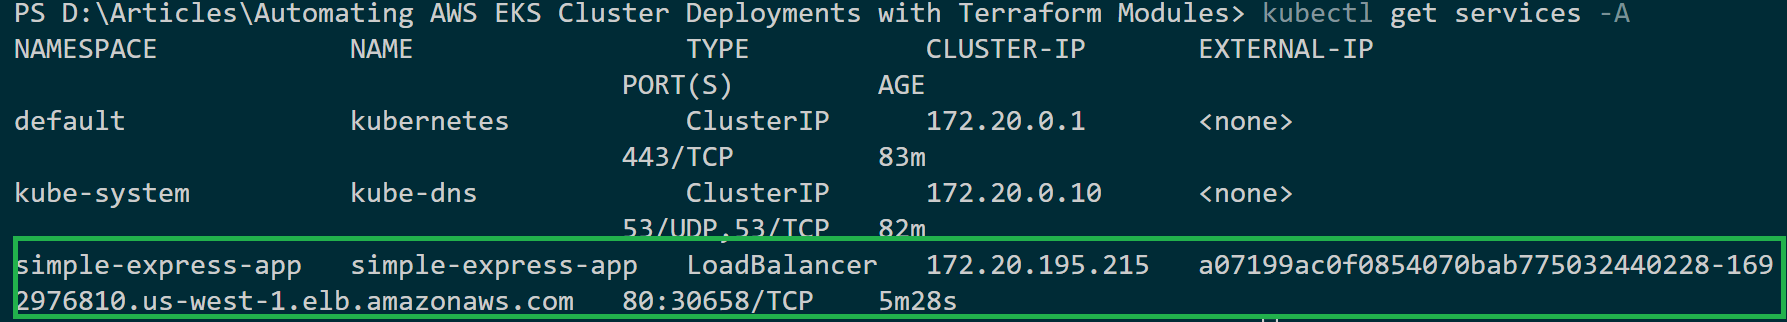 PS D:\Articles\Automating AWS EKS Cluster Deployments with Terraform Modules> kubectl get services -A
NAMESPACE NAME TYPE CLUSTER-IP EXTERNAL-IP
PORT(S) AGE
default kubernetes ClusterIP 172.20.0.1 <none>
443/TCP 83m
kube-system kube-dns ClusterIP 172.20.0.10 <none>
53/UDP,53/TCP 82m
simple-express-app simple-express-app LoadBalancer 172.20.195.215 a07199ac0f0854070bab775032440228-169
2976810.us-west-1.elb.amazonaws.com 80:30658/TCP 5m28s